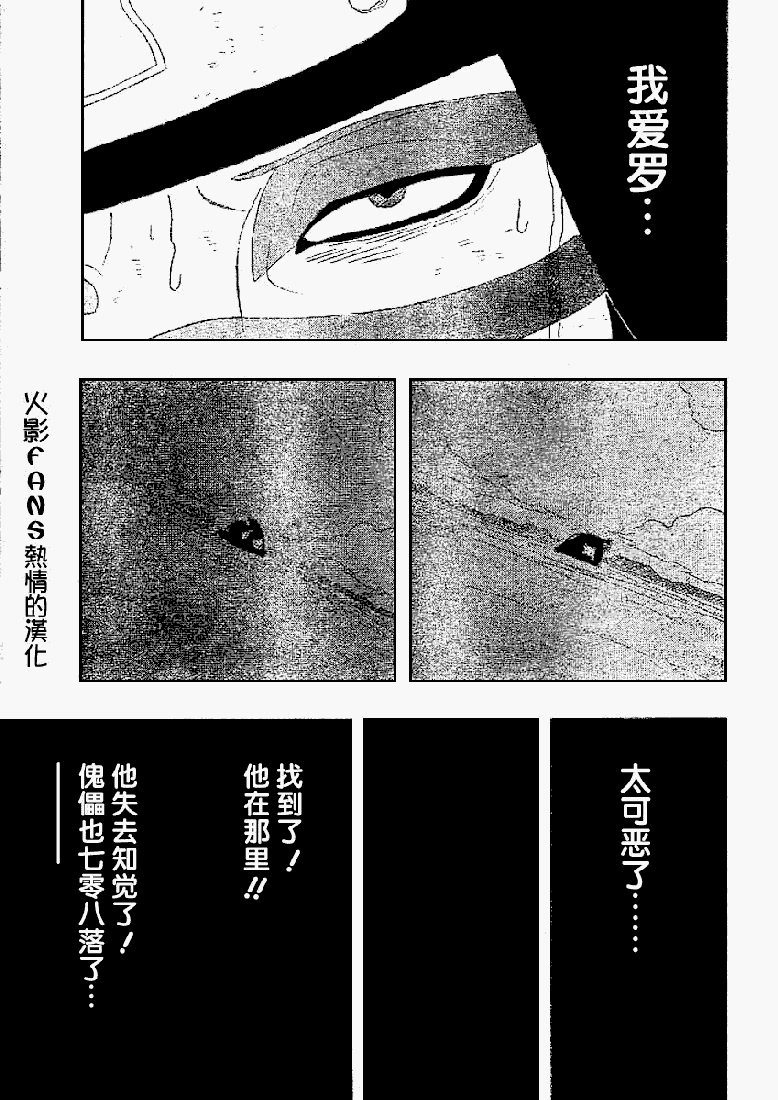 我爱罗…
火影FANS熱情的漢化
太可恶了……
找到了！
他在那里！！
他失去知觉了！
傀儡也七零八落了…